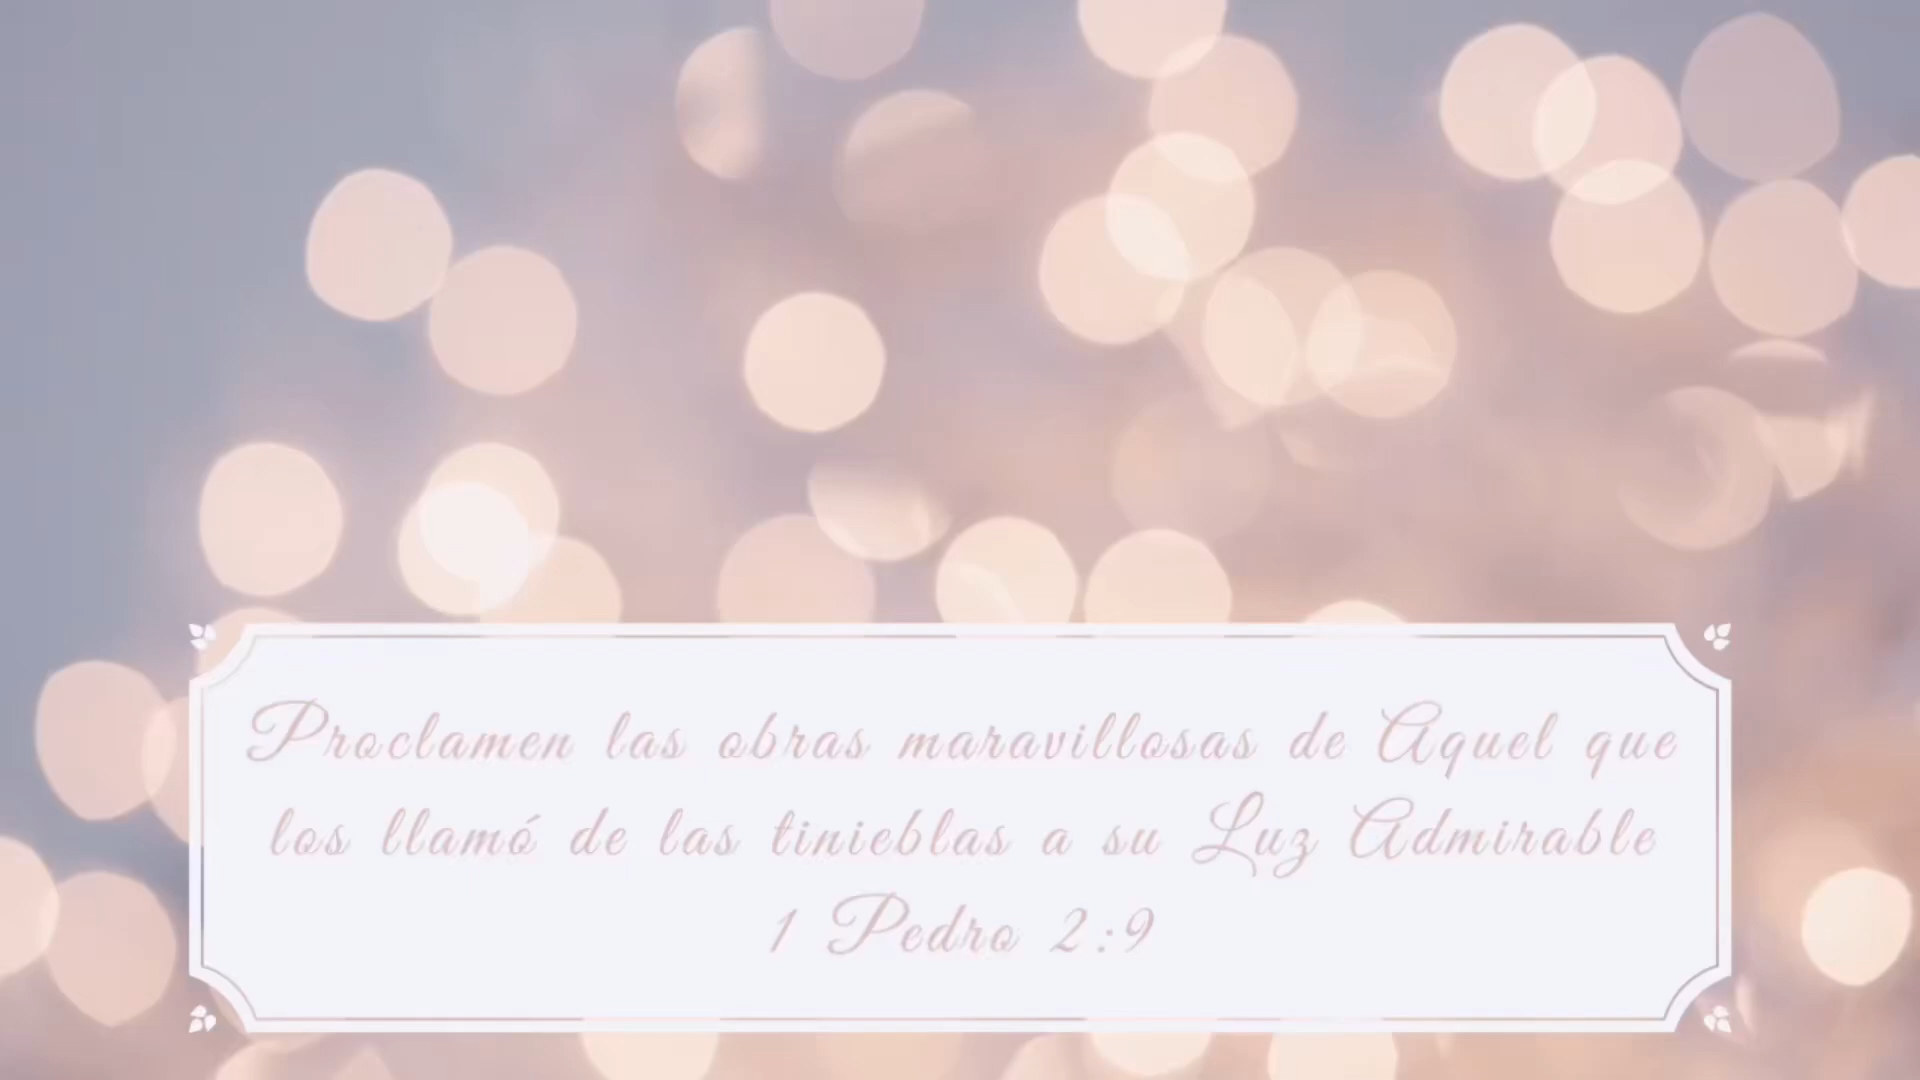 Proclamen las obras maravillosas de Aquel que
los llamó de las tinieblas a su Luz Admirable
1 Pedro 2:9